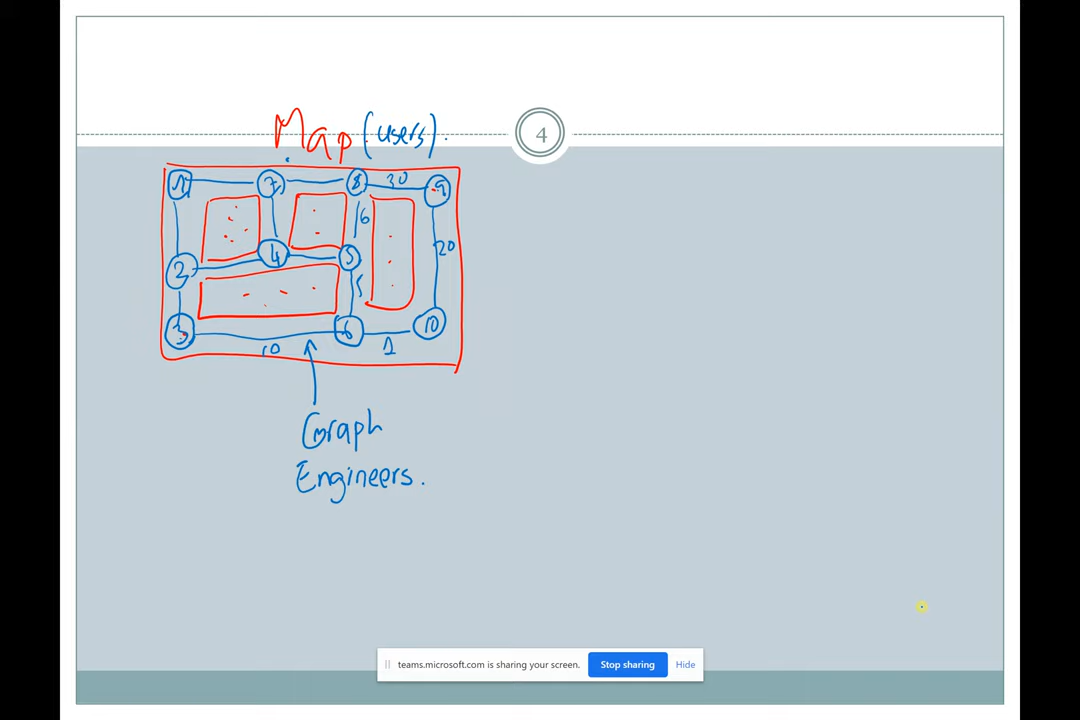 4
Map (users).
1 7 8 30 9
6
2 4 5 20
5
3 6 10
10 1
Graph
Engineers.
teams.microsoft.com is sharing your screen. Stop sharing Hide